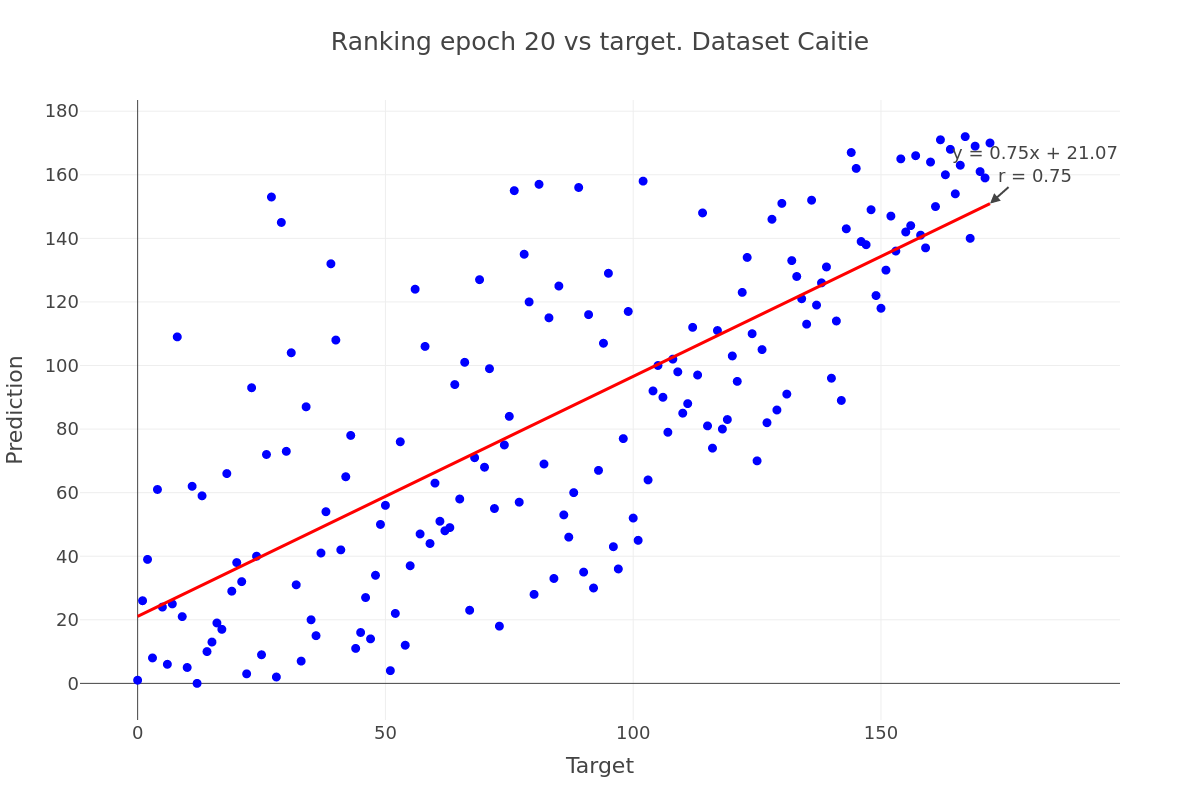 Ranking epoch 20 vs target. Dataset Caitie
180
160
140
120
100
80
60
40
20
0
y = 0.75x + 21.07
r = 0.75
Prediction
0 50 100 150
Target